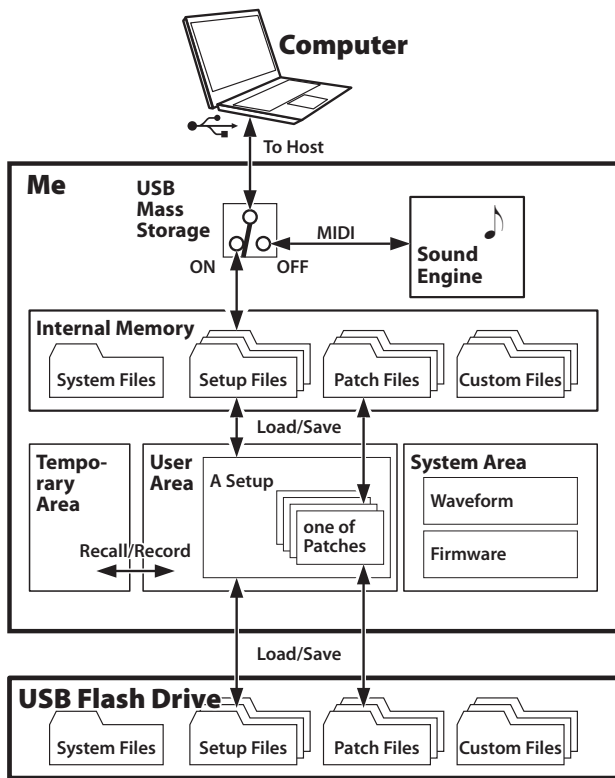 Computer
To Host
Me
USB
Mass
Storage
MIDI
ON
OFF
Sound
Engine
Internal Memory
System Files
Setup Files
Patch Files
Custom Files
Load/Save
Tempo-
rary
Area
User
Area
A Setup
one of
Patches
System Area
Waveform
Firmware
Recall/Record
Load/Save
USB Flash Drive
System Files
Setup Files
Patch Files
Custom Files